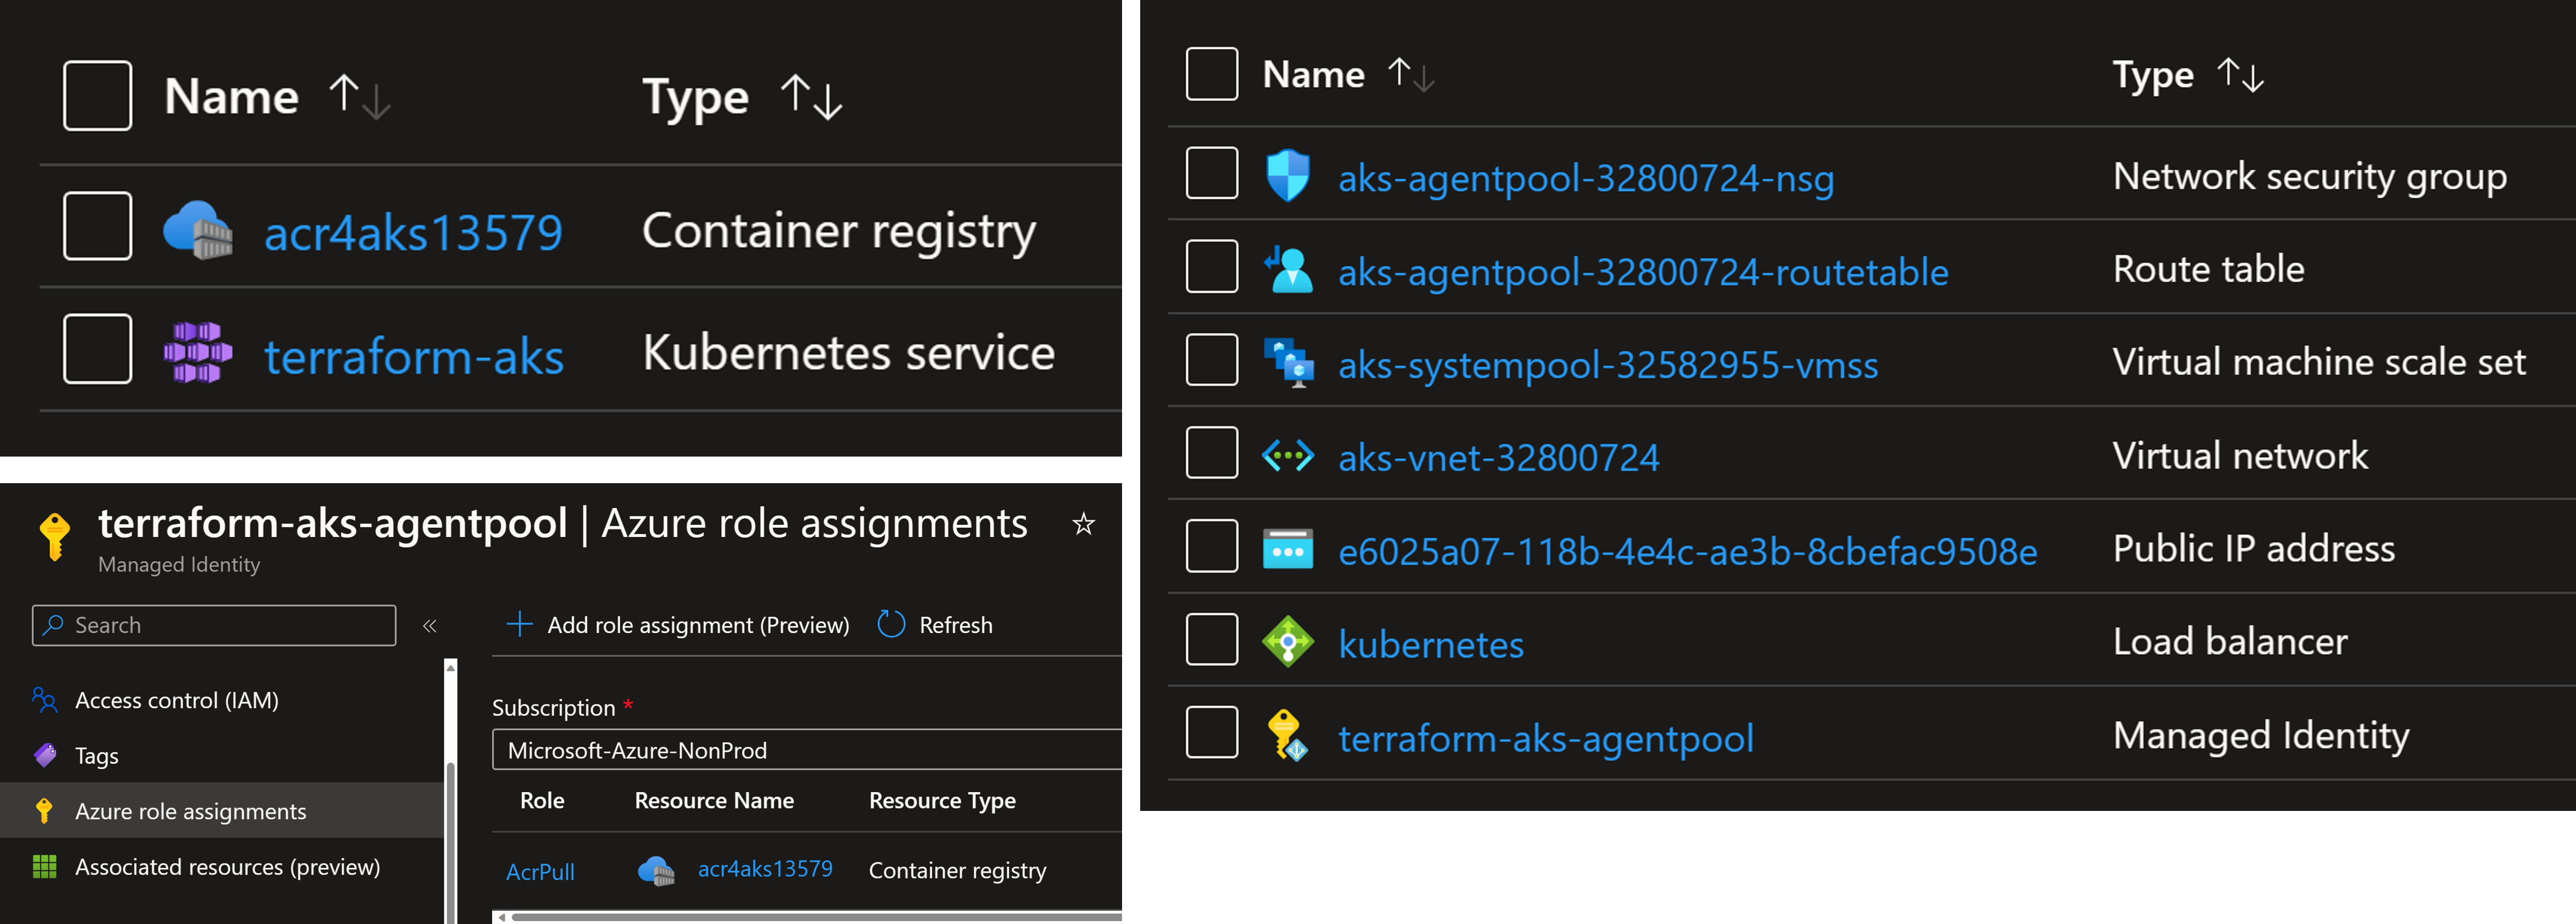 Name ↑↓ Type ↑↓
acr4aks13579 Container registry
terraform-aks Kubernetes service
terraform-aks-agentpool | Azure role assignments
Managed Identity
Search «
+ Add role assignment (Preview) Refresh
Access control (IAM)
Tags
Azure role assignments
Associated resources (preview)
Subscription *
Microsoft-Azure-NonProd
Role Resource Name Resource Type
AcrPull acr4aks13579 Container registry
Name ↑↓ Type ↑↓
aks-agentpool-32800724-nsg Network security group
aks-agentpool-32800724-routetable Route table
aks-systempool-32582955-vmss Virtual machine scale set
aks-vnet-32800724 Virtual network
e6025a07-118b-4e4c-ae3b-8cbefac9508e Public IP address
kubernetes Load balancer
terraform-aks-agentpool Managed Identity